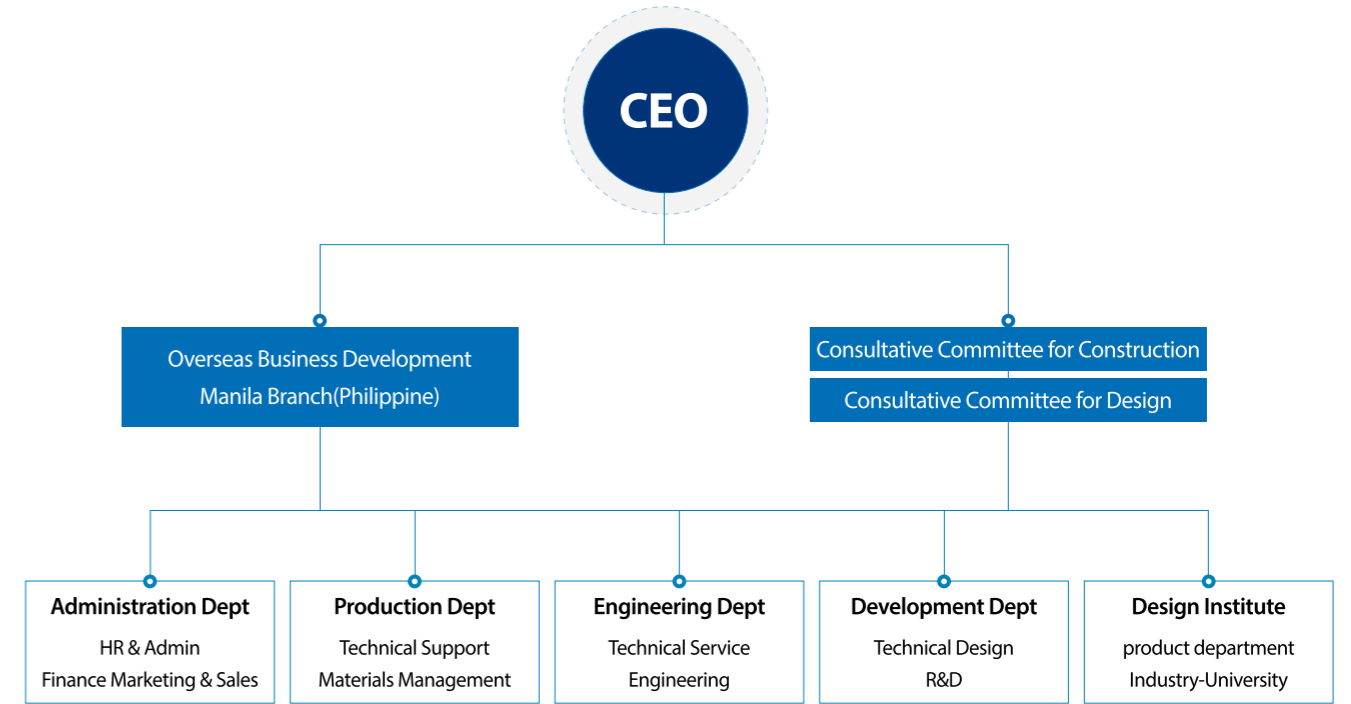 CEO
Overseas Business Development
Manila Branch(Philippine)
Consultative Committee for Construction
Consultative Committee for Design
Administration Dept
HR & Admin
Finance Marketing & Sales
Production Dept
Technical Support
Materials Management
Engineering Dept
Technical Service
Engineering
Development Dept
Technical Design
R&D
Design Institute
product department
Industry-University